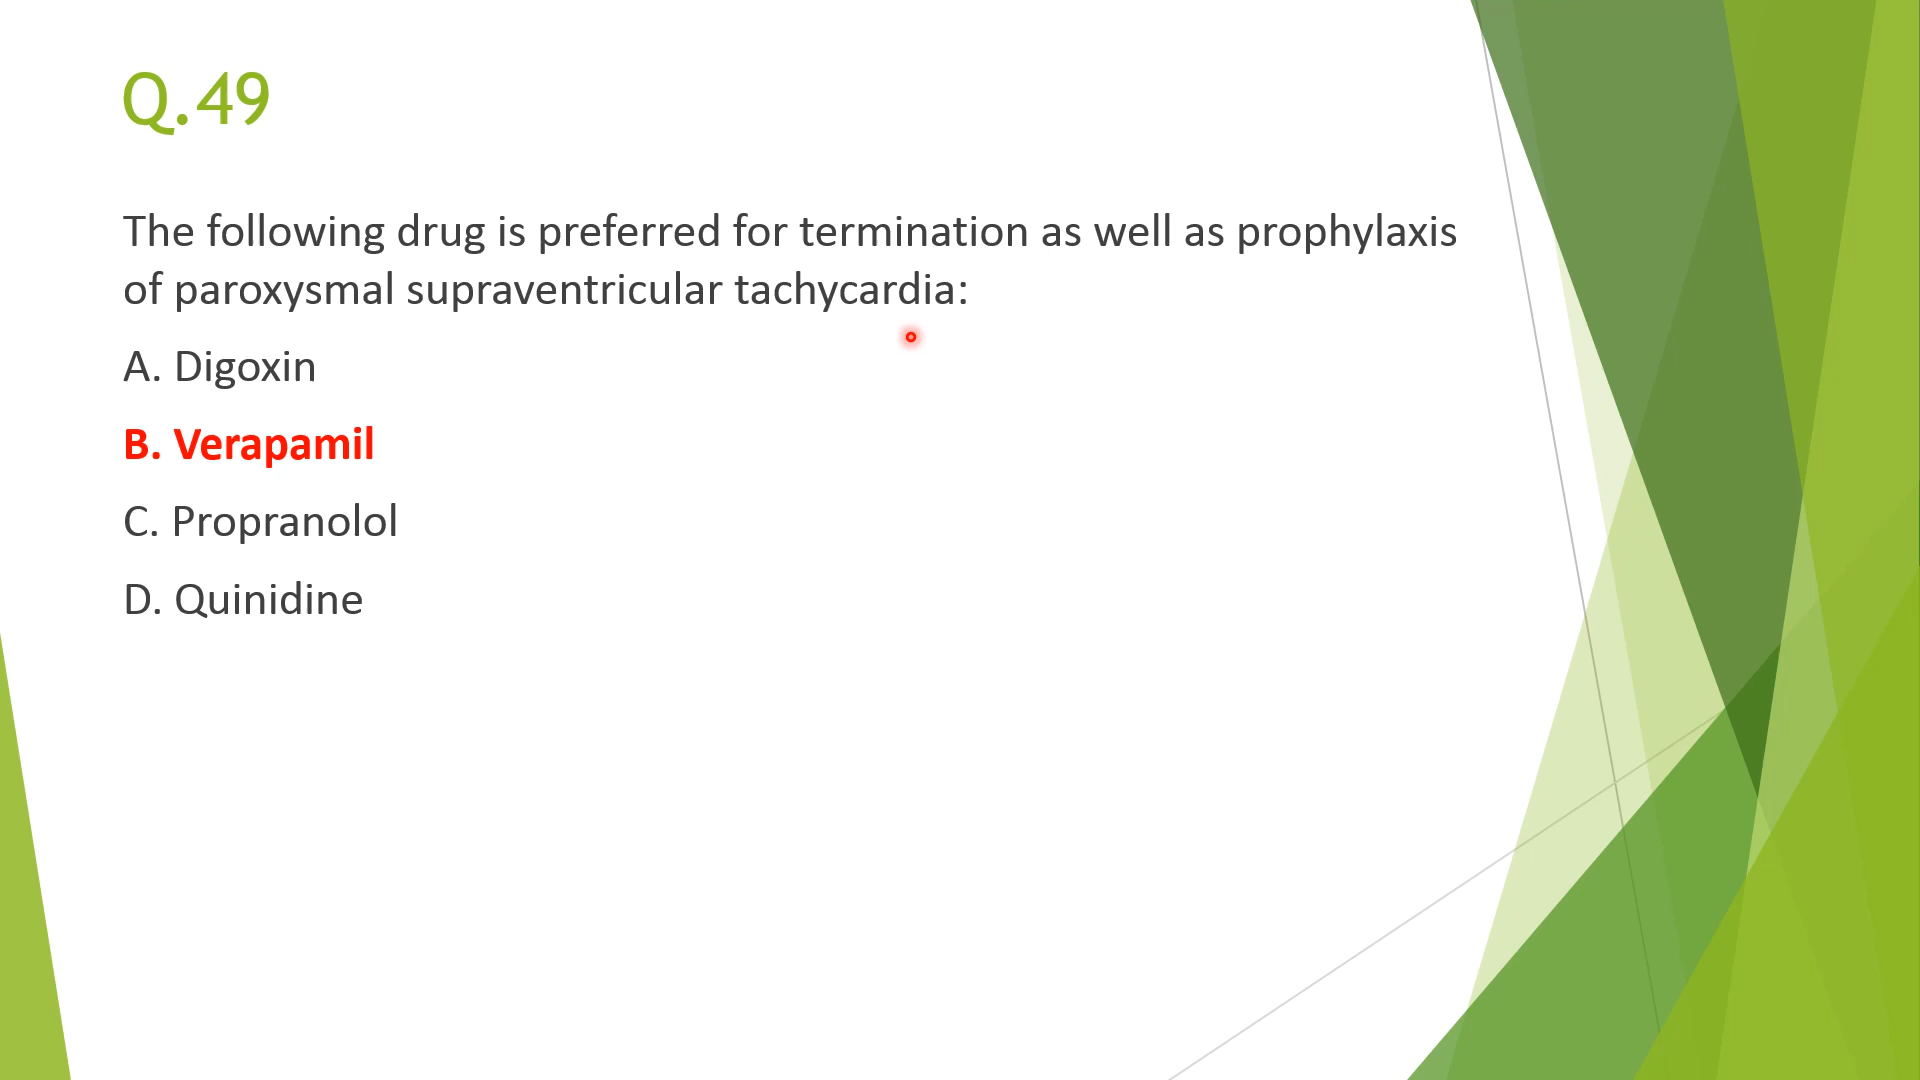 Q.49
The following drug is preferred for termination as well as prophylaxis
of paroxysmal supraventricular tachycardia:
A. Digoxin
B. Verapamil
C. Propranolol
D. Quinidine